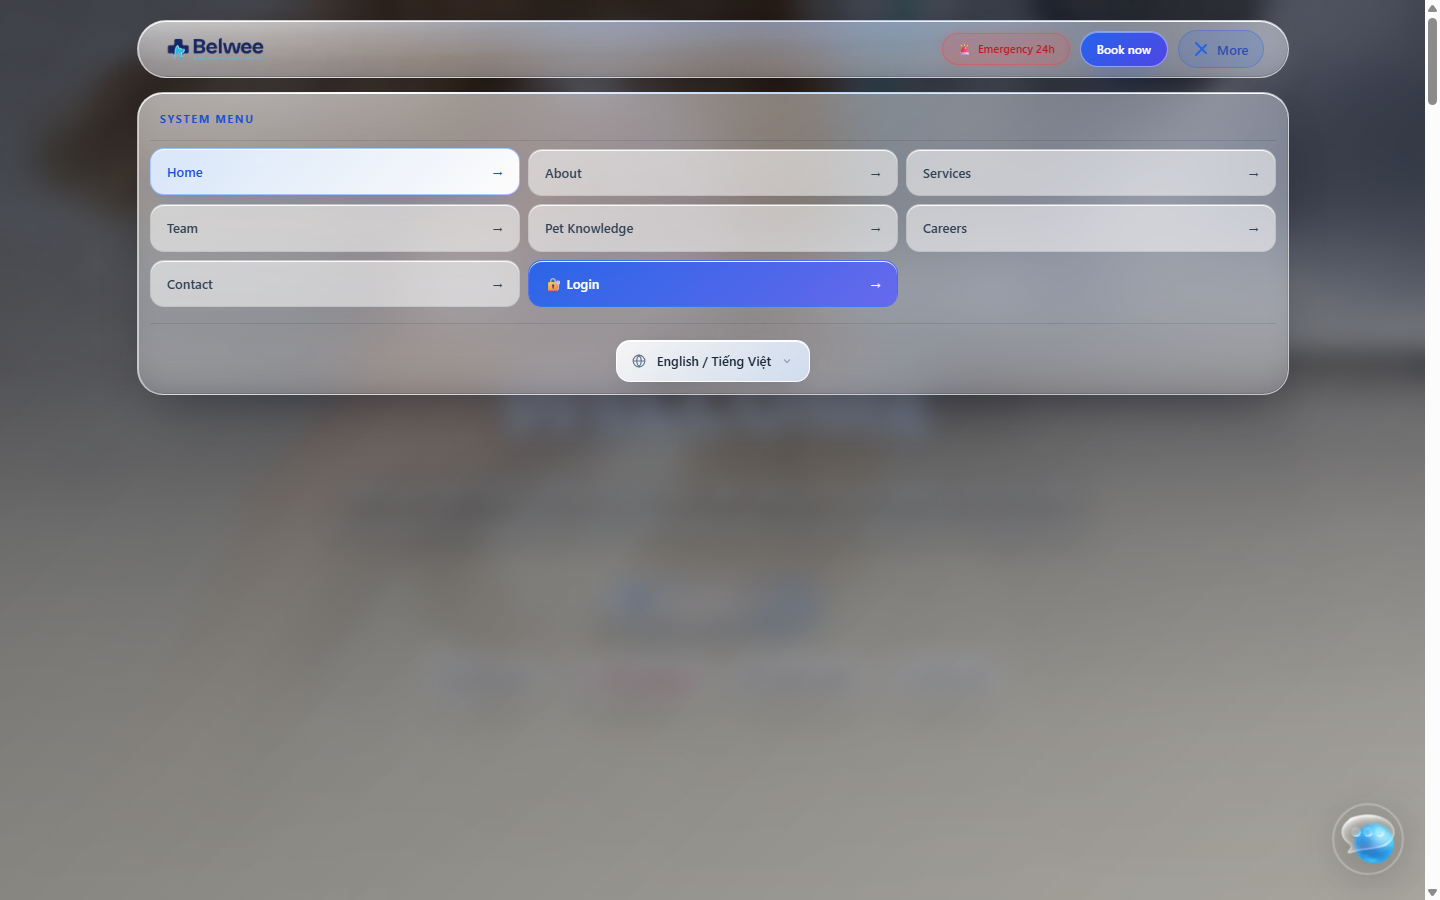 Belwee
Emergency 24h
Book now
More
SYSTEM MENU
Home →
About →
Services →
Team →
Pet Knowledge →
Careers →
Contact →
Login →
English / Tiếng Việt